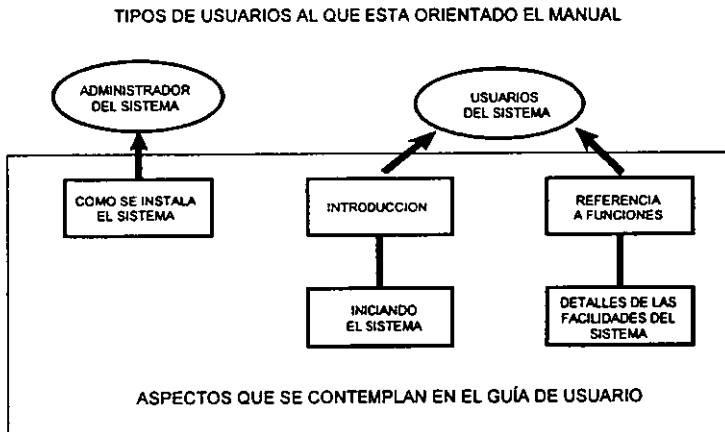 TIPOS DE USUARIOS AL QUE ESTA ORIENTADO EL MANUAL
ADMINISTRADOR
DEL SISTEMA
USUARIOS
DEL SISTEMA
COMO SE INSTALA
EL SISTEMA
INTRODUCCION
REFERENCIA
A FUNCIONES
INICIANDO
EL SISTEMA
DETALLES DE LAS
FACILIDADES DEL
SISTEMA
ASPECTOS QUE SE CONTEMPLAN EN EL GUÍA DE USUARIO